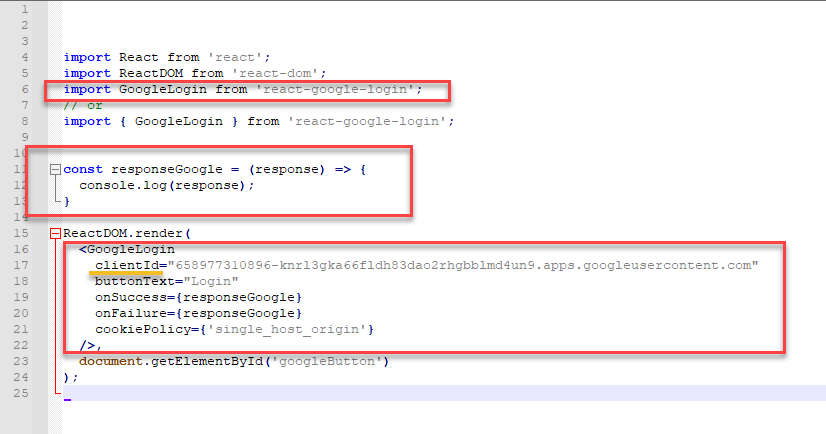 1
2
3
4 import React from 'react';
5 import ReactDOM from 'react-dom';
6 import GoogleLogin from 'react-google-login';
7 // or
8 import { GoogleLogin } from 'react-google-login';
9
10
11 const responseGoogle = (response) => {
12 console.log(response);
13 }
14
15 ReactDOM.render(
16 <GoogleLogin
17 clientId="658977310896-knrl3gka66fldh83dao2rhgbblmd4un9.apps.googleusercontent.com"
18 buttonText="Login"
19 onSuccess={responseGoogle}
20 onFailure={responseGoogle}
21 cookiePolicy={'single_host_origin'}
22 />,
23 document.getElementById('googleButton')
24 );
25